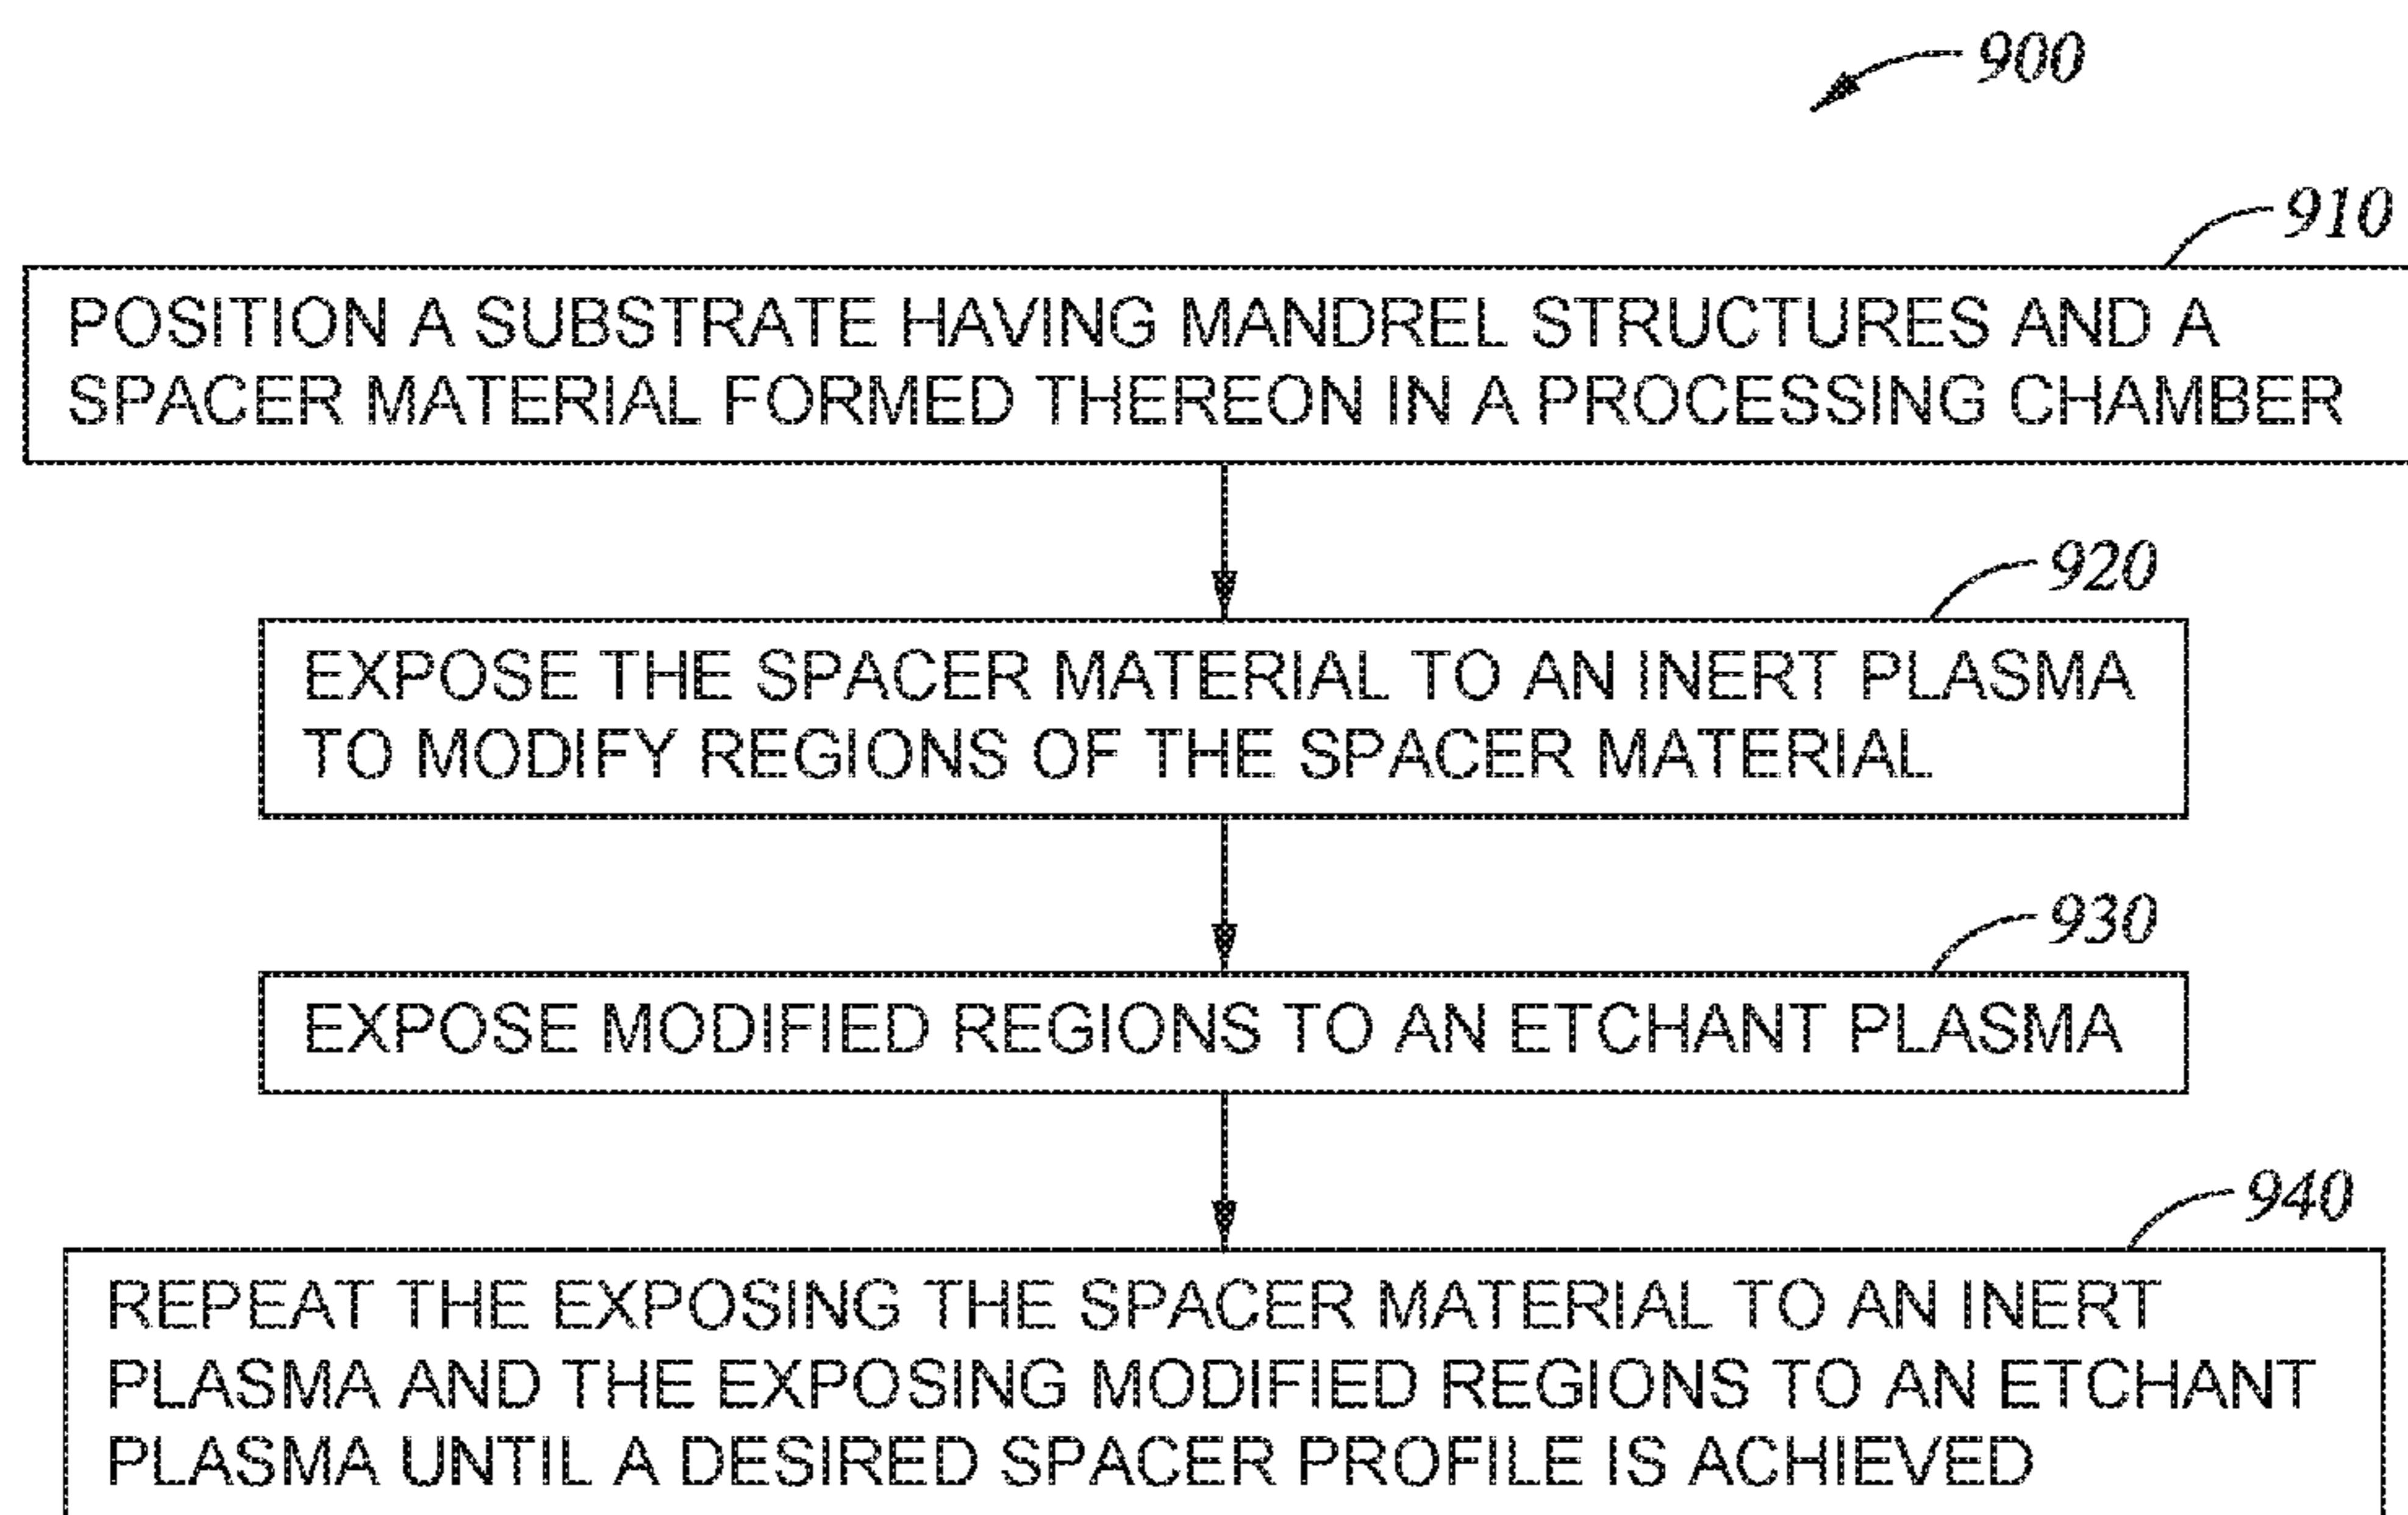 900
910
POSITION A SUBSTRATE HAVING MANDREL STRUCTURES AND A
SPACER MATERIAL FORMED THEREON IN A PROCESSING CHAMBER
920
EXPOSE THE SPACER MATERIAL TO AN INERT PLASMA
TO MODIFY REGIONS OF THE SPACER MATERIAL
930
EXPOSE MODIFIED REGIONS TO AN ETCHANT PLASMA
940
REPEAT THE EXPOSING THE SPACER MATERIAL TO AN INERT
PLASMA AND THE EXPOSING MODIFIED REGIONS TO AN ETCHANT
PLASMA UNTIL A DESIRED SPACER PROFILE IS ACHIEVED